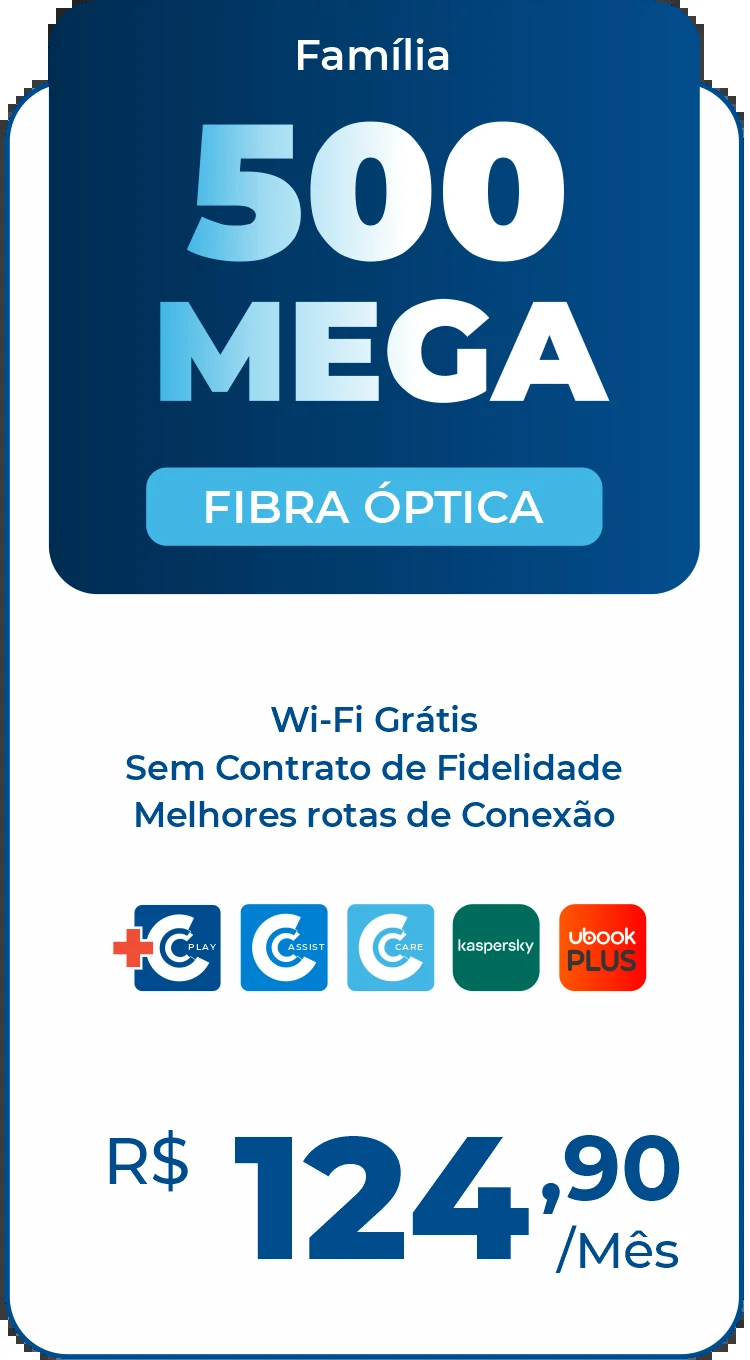 Família
500
MEGA
FIBRA ÓPTICA
Wi-Fi Grátis
Sem Contrato de Fidelidade
Melhores rotas de Conexão
PLAY
ASSIST
CARE
kaspersky
ubook
PLUS
R$ 124,90
/Mês